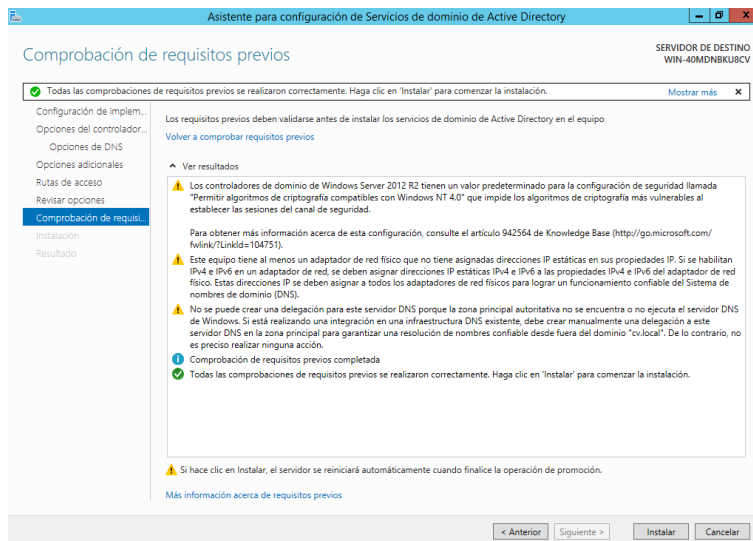 Asistente para configuración de Servicios de dominio de Active Directory
Comprobación de requisitos previos
SERVIDOR DE DESTINO
WIN-40MDNBKU8CV
Todas las comprobaciones de requisitos previos se realizaron correctamente. Haga clic en 'Instalar' para comenzar la instalación.
Mostrar más
Configuración de implem...
Opciones del controlador...
Opciones de DNS
Opciones adicionales
Rutas de acceso
Revisar opciones
Comprobación de requisi...
Instalación
Resultado
Los requisitos previos deben validarse antes de instalar los servicios de dominio de Active Directory en el equipo
Volver a comprobar requisitos previos
Ver resultados
Los controladores de dominio de Windows Server 2012 R2 tienen un valor predeterminado para la configuración de seguridad llamada
"Permitir algoritmos de criptografía compatibles con Windows NT 4.0" que impide los algoritmos de criptografía más vulnerables al
establecer las sesiones del canal de seguridad.
Para obtener más información acerca de esta configuración, consulte el artículo 942564 de Knowledge Base (http://go.microsoft.com/
fwlink/?LinkId=104751).
Este equipo tiene al menos un adaptador de red físico que no tiene asignadas direcciones IP estáticas en sus propiedades IP. Si se habilitan
IPv4 e IPv6 en un adaptador de red, se deben asignar direcciones IP estáticas IPv4 e IPv6 a las propiedades IPv4 e IPv6 del adaptador de red
físico. Estas direcciones IP se deben asignar a todos los adaptadores de red físicos para lograr un funcionamiento confiable del Sistema de
nombres de dominio (DNS).
No se puede crear una delegación para este servidor DNS porque la zona principal autoritativa no se encuentra o no ejecuta el servidor DNS
de Windows. Si está realizando una integración en una infraestructura DNS existente, debe crear manualmente una delegación a este
servidor DNS en la zona principal para garantizar una resolución de nombres confiable desde fuera del dominio "cv.local". De lo contrario, no
es preciso realizar ninguna acción.
Comprobación de requisitos previos completada
Todas las comprobaciones de requisitos previos se realizaron correctamente. Haga clic en 'Instalar' para comenzar la instalación.
Si hace clic en Instalar, el servidor se reiniciará automáticamente cuando finalice la operación de promoción.
Más información acerca de requisitos previos
< Anterior
Siguiente >
Instalar
Cancelar